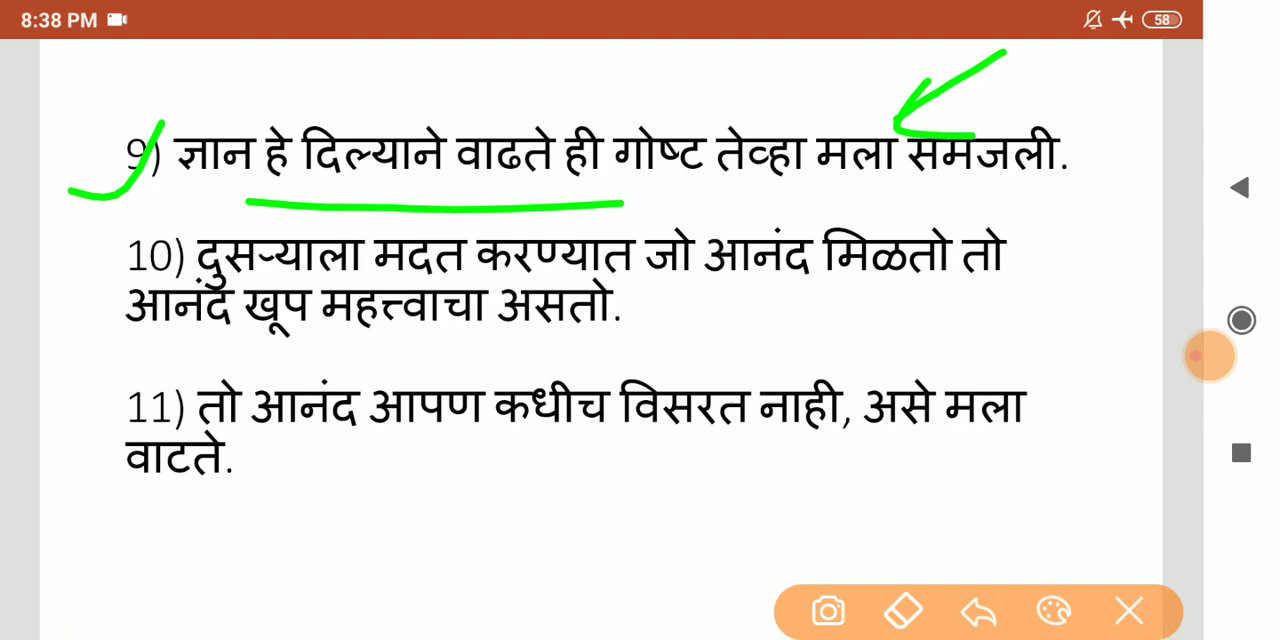 8:38 PM
58
9) ज्ञान हे दिल्याने वाढते ही गोष्ट तेव्हा मला समजली.
10) दुसऱ्याला मदत करण्यात जो आनंद मिळतो तो
आनंद खूप महत्त्वाचा असतो.
11) तो आनंद आपण कधीच विसरत नाही, असे मला
वाटते.